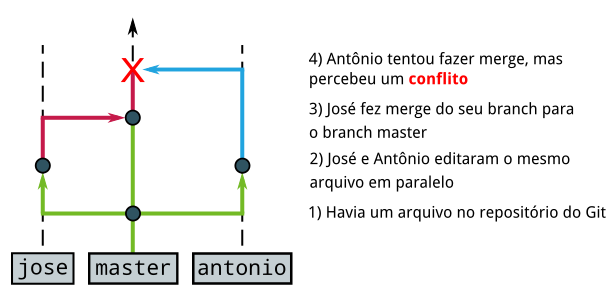 4) Antônio tentou fazer merge, mas
percebeu um conflito
3) José fez merge do seu branch para
o branch master
2) José e Antônio editaram o mesmo
arquivo em paralelo
1) Havia um arquivo no repositório do Git
jose master antonio